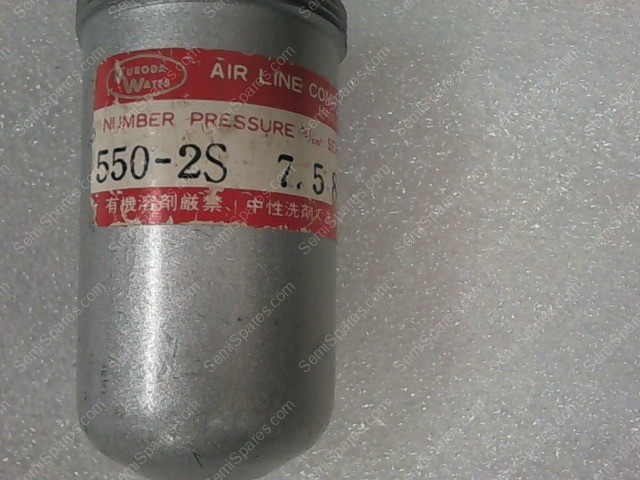 KURODA
WATTS
AIR LINE COM
NUMBER PRESSURE
550-2S 7.5
有機溶剤厳禁、中性洗剤
SemiSpares.com